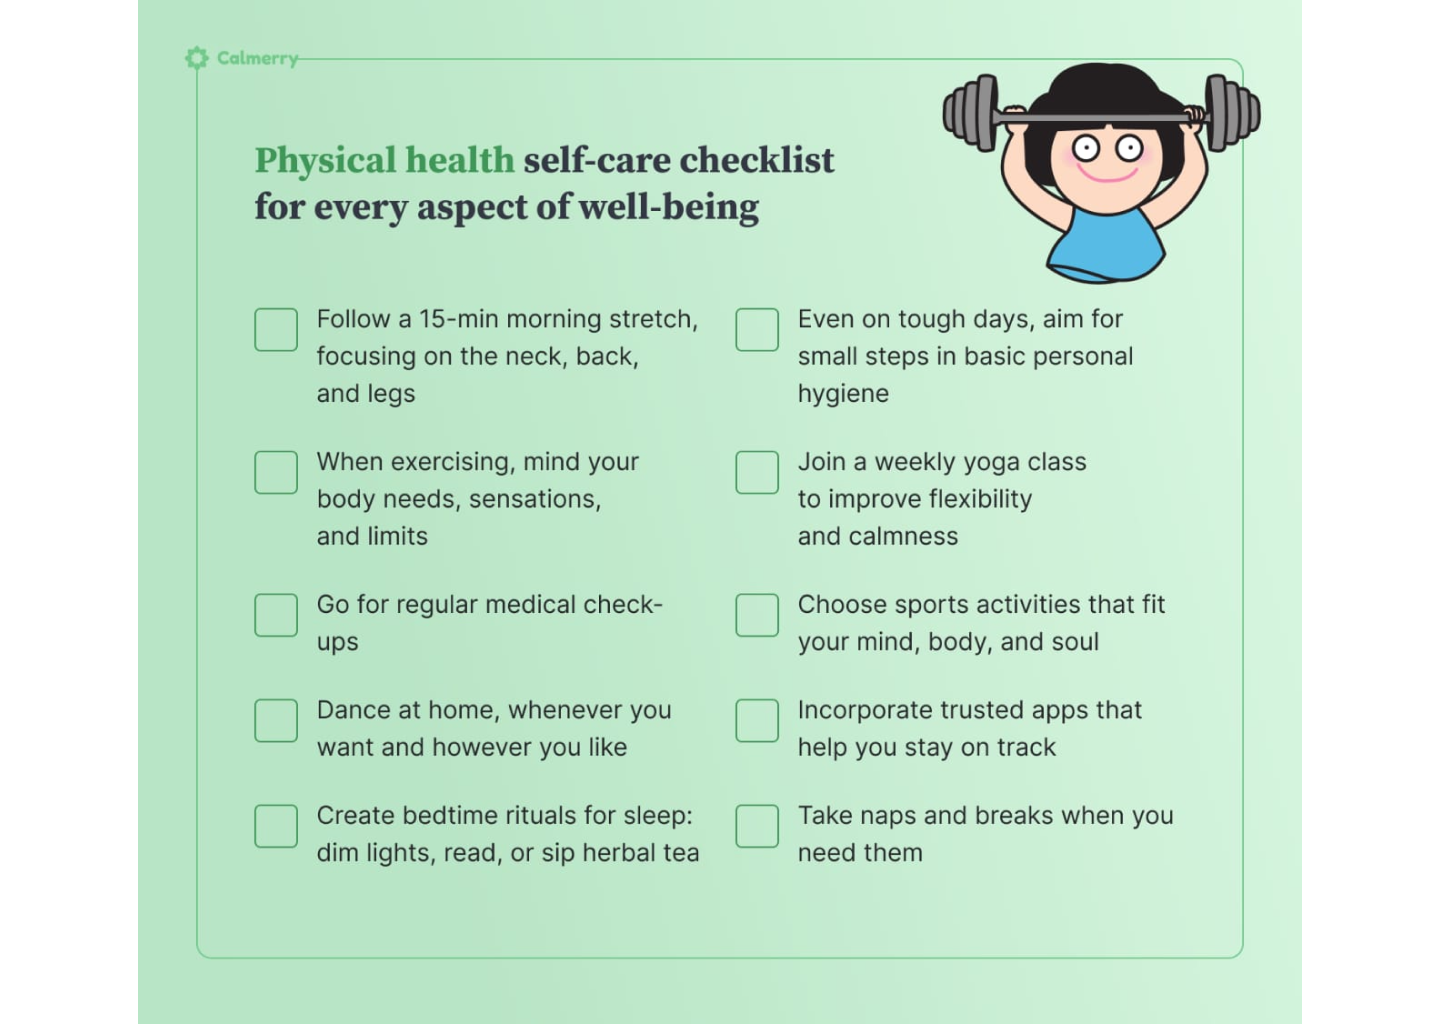 Calmerry
Physical health self-care checklist
for every aspect of well-being
Follow a 15-min morning stretch,
focusing on the neck, back,
and legs
When exercising, mind your
body needs, sensations,
and limits
Go for regular medical check-
ups
Dance at home, whenever you
want and however you like
Create bedtime rituals for sleep:
dim lights, read, or sip herbal tea
Even on tough days, aim for
small steps in basic personal
hygiene
Join a weekly yoga class
to improve flexibility
and calmness
Choose sports activities that fit
your mind, body, and soul
Incorporate trusted apps that
help you stay on track
Take naps and breaks when you
need them